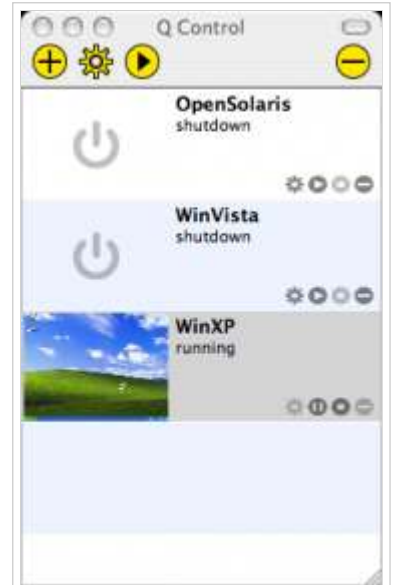 Q Control
OpenSolaris
shutdown
WinVista
shutdown
WinXP
running